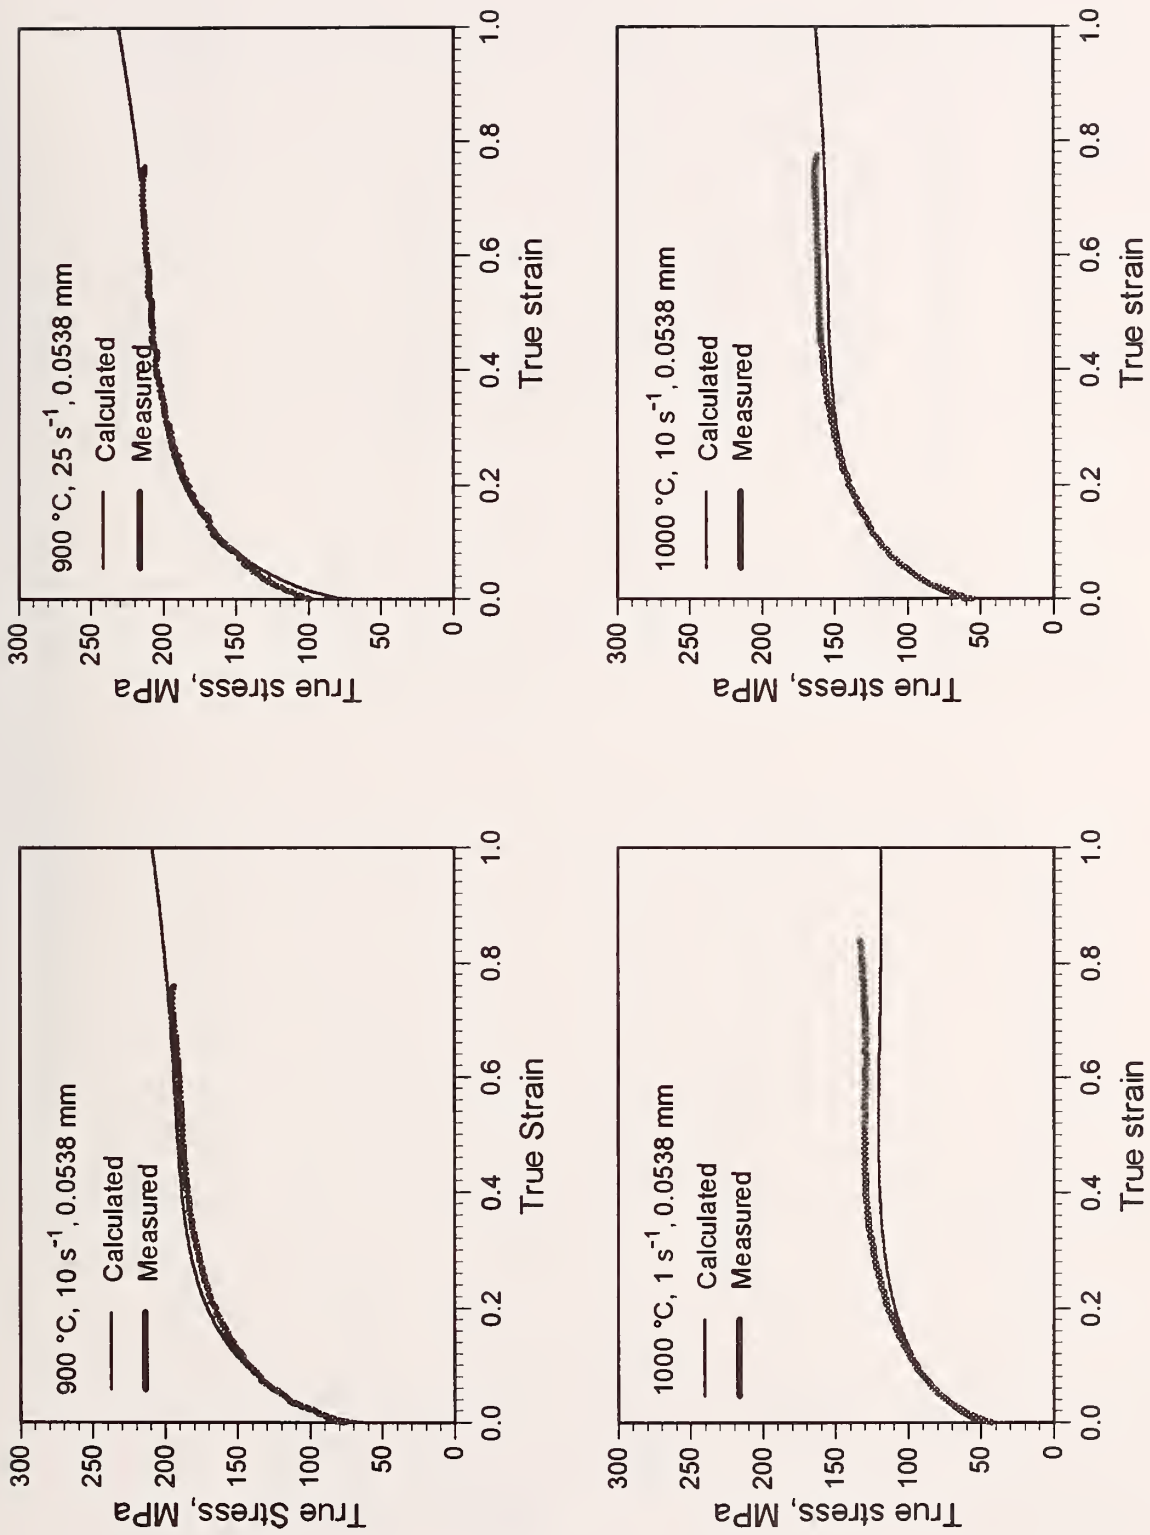 900 °C, 10 s⁻¹, 0.0538 mm
Calculated
Measured
300
250
200
150
100
50
0
True Stress, MPa
0.0
0.2
0.4
0.6
0.8
1.0
True Strain
1000 °C, 1 s⁻¹, 0.0538 mm
Calculated
Measured
300
250
200
150
100
50
0
True stress, MPa
0.0
0.2
0.4
0.6
0.8
1.0
True strain
900 °C, 25 s⁻¹, 0.0538 mm
Calculated
Measured
300
250
200
150
100
50
0
True stress, MPa
0.0
0.2
0.4
0.6
0.8
1.0
True strain
1000 °C, 10 s⁻¹, 0.0538 mm
Calculated
Measured
300
250
200
150
100
50
0
True stress, MPa
0.0
0.2
0.4
0.6
0.8
1.0
True strain